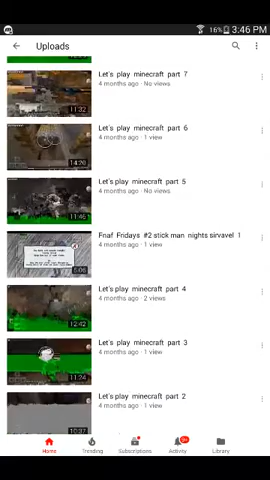 16% 3:46 PM
Uploads
Let's play minecraft part 7
4 months ago · No views
11:32
Let's play minecraft part 6
4 months ago · 1 view
14:26
Let's play minecraft part 5
4 months ago · No views
11:46
Fnaf Fridays #2 stick man nights sirvavel 1
4 months ago · 1 view
5:06
Let's play minecraft part 4
4 months ago · 2 views
12:42
Let's play minecraft part 3
4 months ago · 1 view
11:24
Let's play minecraft part 2
4 months ago · 1 view
10:37
Home Trending Subscriptions Activity Library
9+